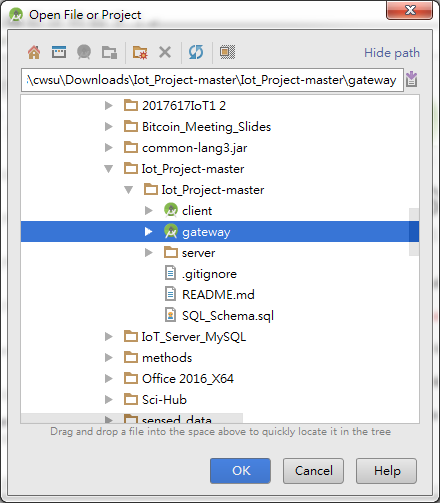 Open File or Project
Hide path
:\cwsu\Downloads\Iot_Project-master\Iot_Project-master\gateway
2017617IoT1 2
Bitcoin_Meeting_Slides
common-lang3.jar
Iot_Project-master
Iot_Project-master
client
gateway
server
.gitignore
README.md
SQL_Schema.sql
IoT_Server_MySQL
methods
Office 2016_X64
Sci-Hub
sensed_data
Drag and drop a file into the space above to quickly locate it in the tree
OK
Cancel
Help